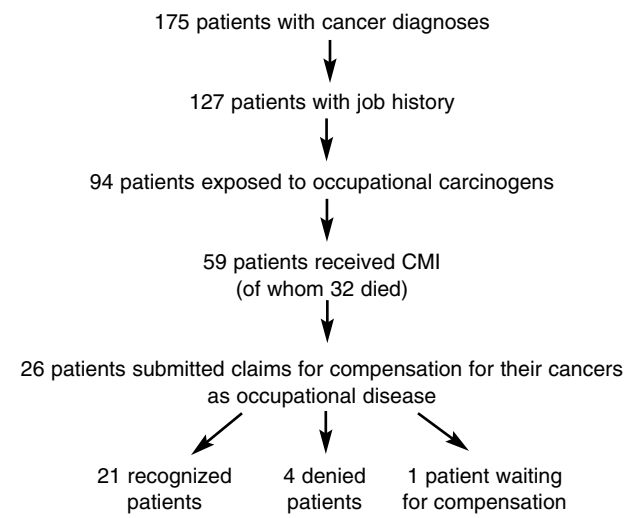 175 patients with cancer diagnoses
127 patients with job history
94 patients exposed to occupational carcinogens
59 patients received CMI
(of whom 32 died)
26 patients submitted claims for compensation for their cancers
as occupational disease
21 recognized
patients
4 denied
patients
1 patient waiting
for compensation